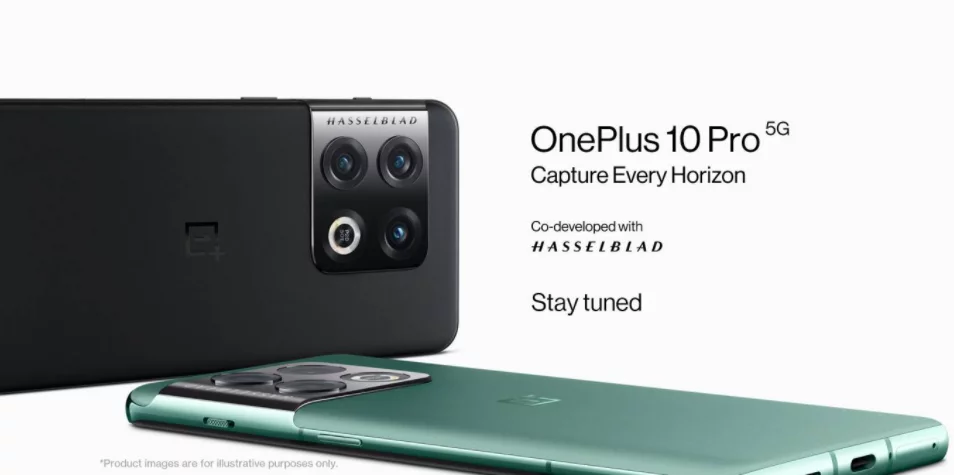 HASSELBLAD
OnePlus 10 Pro 5G
Capture Every Horizon
Co-developed with
HASSELBLAD
Stay tuned
HASSELBLAD
*Product images are for illustrative purposes only.